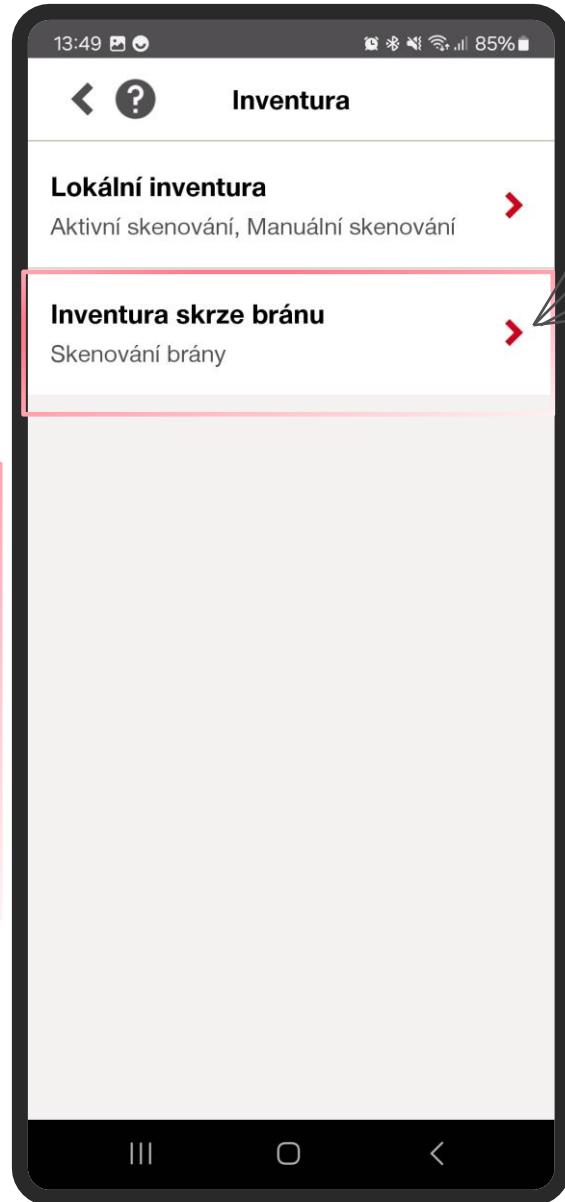 13:49 85%
? Inventura
Lokální inventura
Aktivní skenování, Manuální skenování
Inventura skrze bránu
Skenování brány